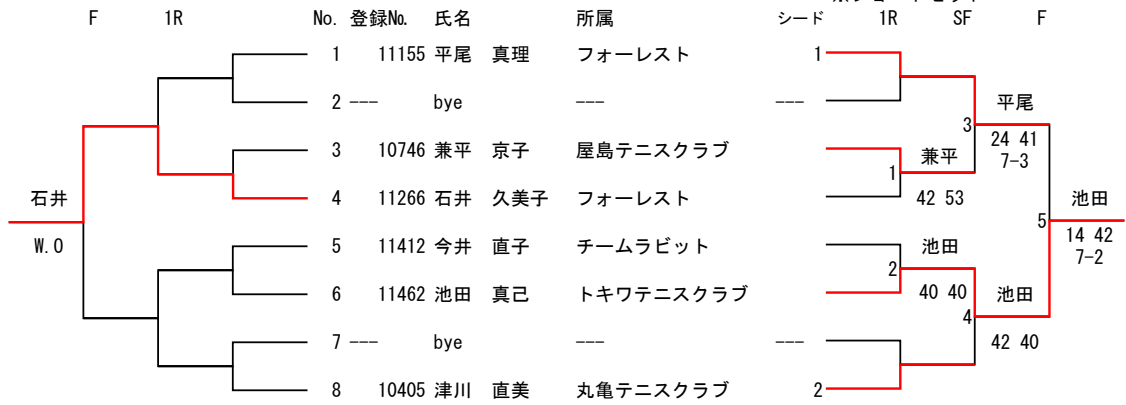 F 1R No. 登録No. 氏名 所属 シード 1R SF F
1 11155 平尾 真理 フォーレスト 1
2 --- bye --- ---
平尾
3
24 41
7-3
3 10746 兼平 京子 屋島テニスクラブ
兼平
1
42 53
4 11266 石井 久美子 フォーレスト
石井
W.O
池田
5
14 42
7-2
5 11412 今井 直子 チームラビット
池田
2
40 40
6 11462 池田 真己 トキワテニスクラブ
池田
4
42 40
7 --- bye --- ---
8 10405 津川 直美 丸亀テニスクラブ 2